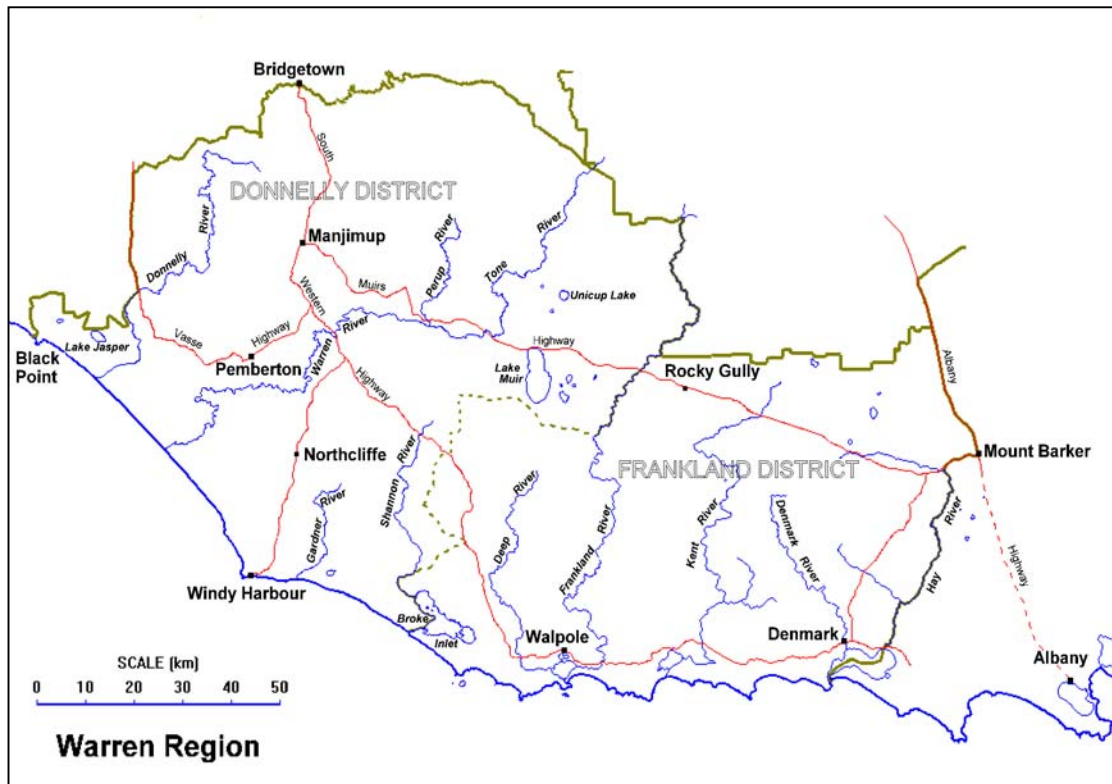 Bridgetown
South
DONNELLY DISTRICT
River
Donnelly
Manjimup
Perup River
Tone River
Muirs
Unicup Lake
Western
Vasse Highway
Lake Jasper
Black
Point
Pemberton
Warren River
Highway
Highway
Lake
Muir
Rocky Gully
Albany
Northcliffe
Shannon River
FRANKLAND DISTRICT
Mount Barker
Gardner River
Deep River
Frankland River
Kent River
Denmark River
Hay River
Highway
Windy Harbour
Broke
Inlet
Walpole
Denmark
Albany
SCALE (km)
0 10 20 30 40 50
Warren Region